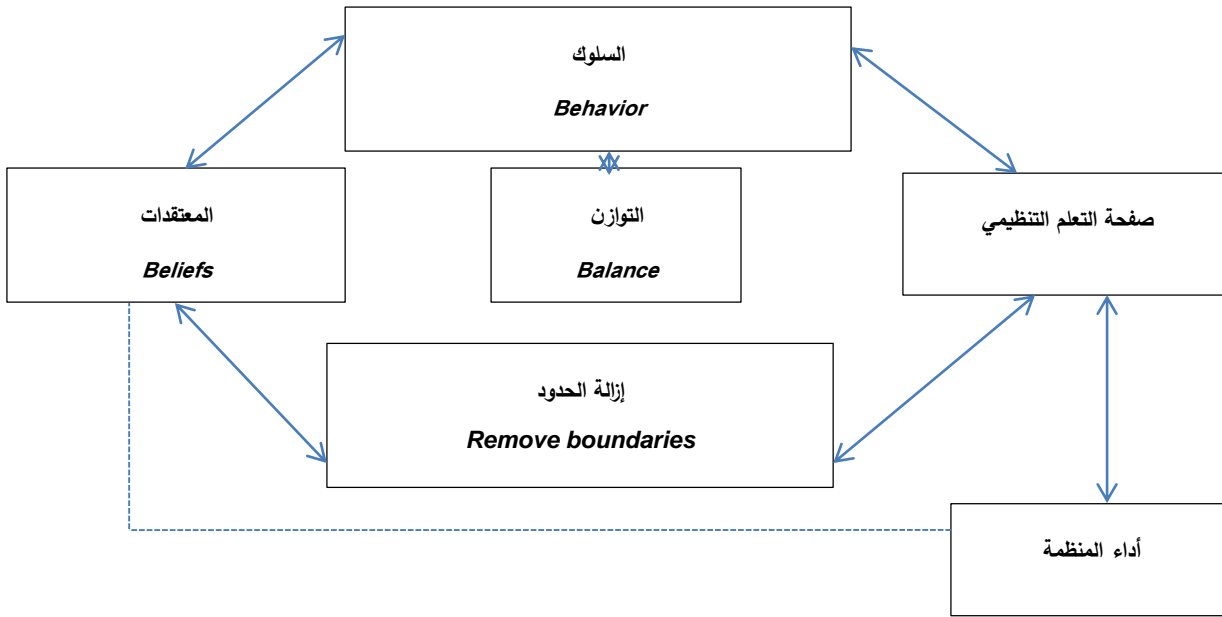 السلوك
Behavior
المعتقدات
Beliefs
التوازن
Balance
صفحة التعلم التنظيمي
إزالة الحدود
Remove boundaries
أداء المنظمة